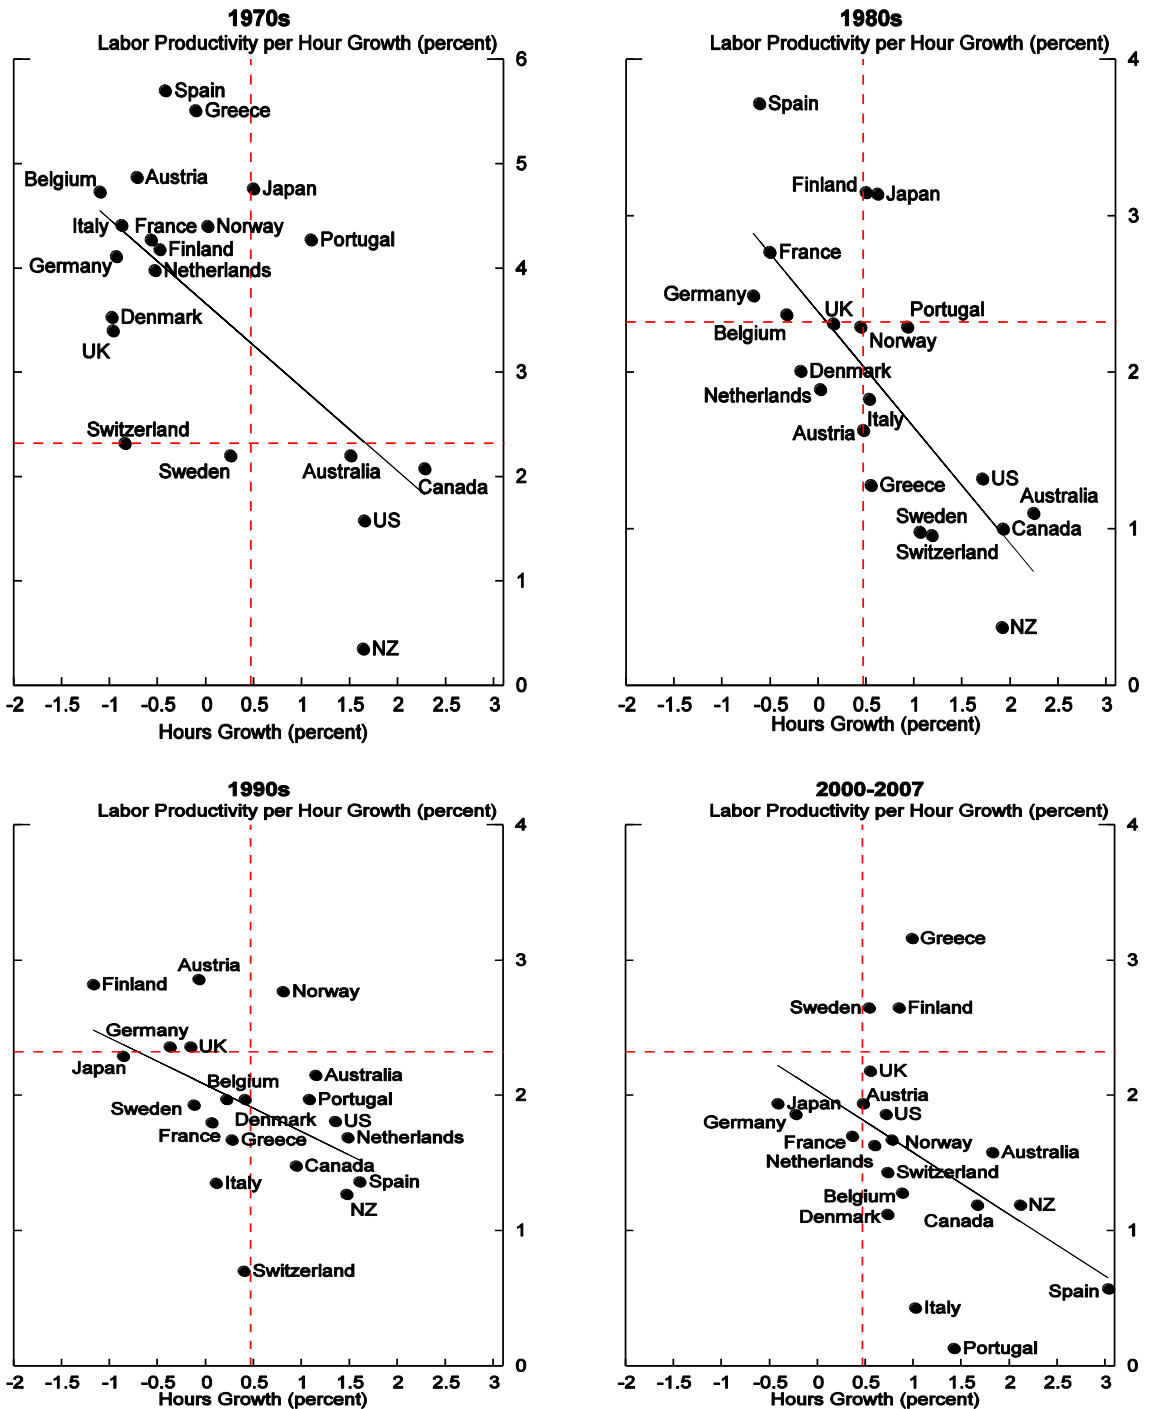 1970s
Labor Productivity per Hour Growth (percent)
6
Spain
Greece
5
Belgium
Austria
Japan
Italy
France
Norway
Portugal
Finland
Germany
Netherlands
4
Denmark
UK
3
Switzerland
Sweden
Australia
2
Canada
US
1
NZ
0
-2 -1.5 -1 -0.5 0 0.5 1 1.5 2 2.5 3
Hours Growth (percent)
1980s
Labor Productivity per Hour Growth (percent)
4
Spain
Finland
Japan
3
France
Germany
UK
Portugal
Belgium
Norway
Denmark
2
Netherlands
Italy
Austria
US
Greece
Australia
Sweden
Canada
1
Switzerland
NZ
0
-2 -1.5 -1 -0.5 0 0.5 1 1.5 2 2.5 3
Hours Growth (percent)
1990s
Labor Productivity per Hour Growth (percent)
4
Austria
3
Finland
Norway
Germany
UK
Japan
Belgium
Australia
2
Sweden
Portugal
Denmark
US
France
Greece
Netherlands
Canada
Italy
Spain
NZ
1
Switzerland
0
-2 -1.5 -1 -0.5 0 0.5 1 1.5 2 2.5 3
Hours Growth (percent)
2000-2007
Labor Productivity per Hour Growth (percent)
4
Greece
3
Sweden
Finland
UK
Austria
2
Japan
Germany
US
France
Norway
Netherlands
Australia
Switzerland
Belgium
NZ
Denmark
Canada
1
Spain
Italy
Portugal
0
-2 -1.5 -1 -0.5 0 0.5 1 1.5 2 2.5 3
Hours Growth (percent)